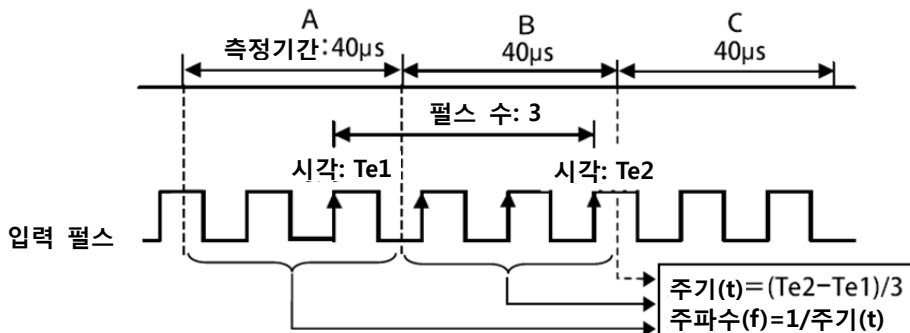 A
B
C
측정기간:40μs
40μs
40μs
펄스 수: 3
시각: Te1
시각: Te2
입력 펄스
주기(t)=(Te2-Te1)/3
주파수(f)=1/주기(t)